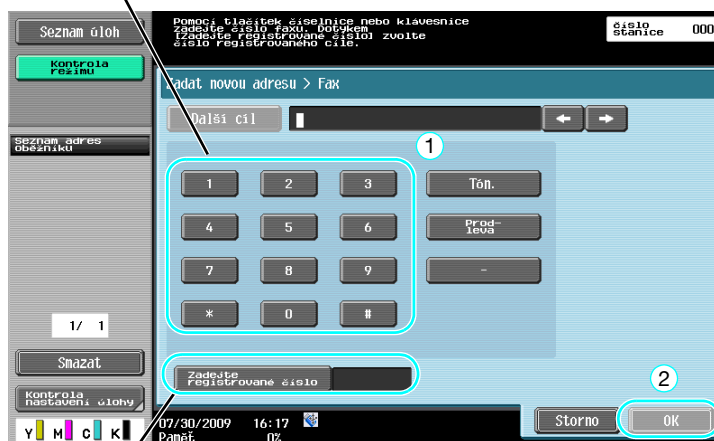 Seznam úloh
Kontrola
režimu
Seznam adres
oběžníku
1/ 1
Smazat
Kontrola
nastavení úlohy
Y M C K
Pomocí tlačítek číselnice nebo klávesnice
zadejte číslo faxu. Dotykem
[Zadejte registrované číslo] zvolte
číslo registrovaného cíle.
číslo
stanice
000
Zadat novou adresu > Fax
Další cíl
1
1 2 3 Tón.
4 5 6 Prod-
leva
7 8 9 -
* 0 #
Zadejte
registrované číslo
2
Storno OK
07/30/2009 16:17
Paměť 0%